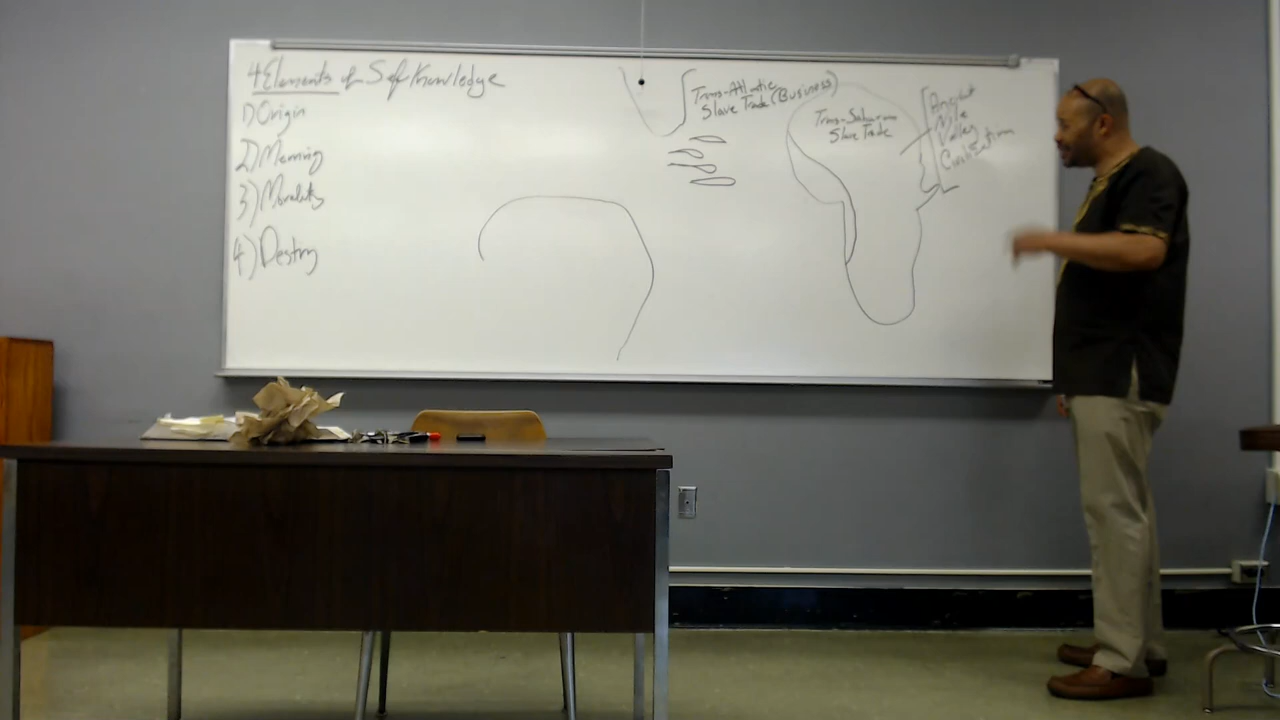 4 Elements of Self Knowledge
1) Origin
2) Meaning
3) Morality
4) Destiny
Trans-Atlantic
Slave Trade (Business)
Trans-Saharan
Slave Trade
Ancient
Nile
Valley
Civilization